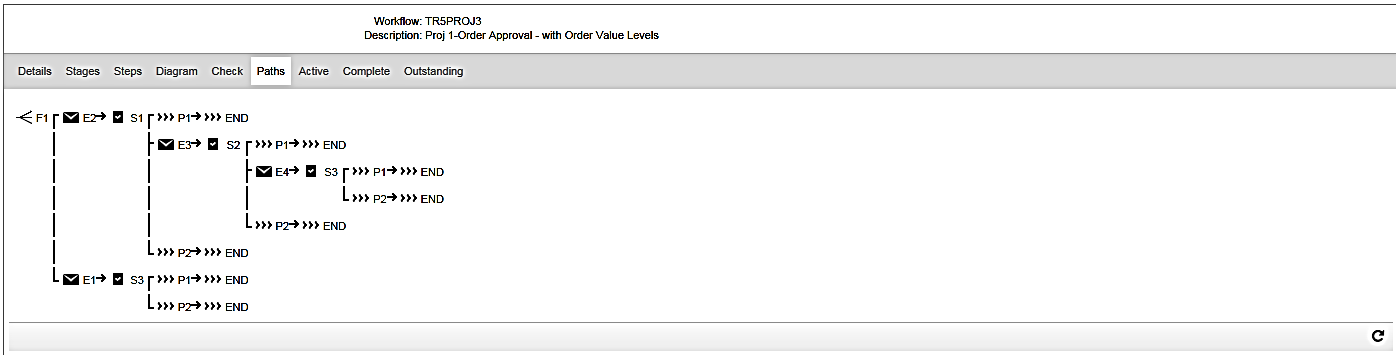 Workflow: TR5PROJ3
Description: Proj 1-Order Approval - with Order Value Levels
Details Stages Steps Diagram Check Paths Active Complete Outstanding
F1 E2 S1 P1 END
E3 S2 P1 END
E4 S3 P1 END
P2 END
P2 END
P2 END
E1 S3 P1 END
P2 END